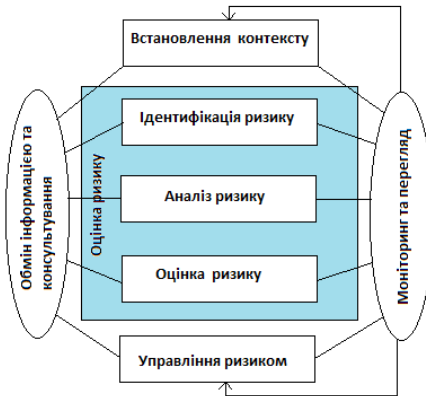 Встановлення контексту
Ідентифікація ризику
Аналіз ризику
Оцінка ризику
Управління ризиком
Оцінка ризику
Обмін інформацією та
консультування
Моніторинг та перегляд